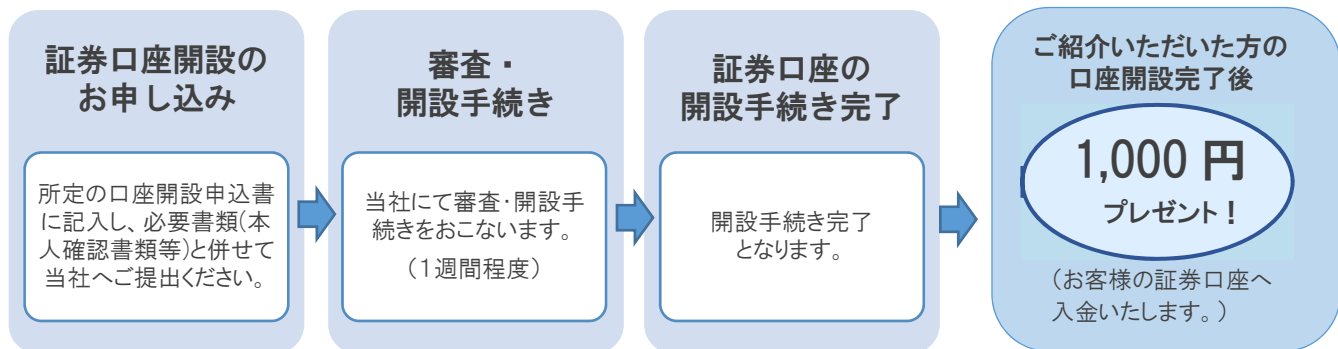 証券口座開設の
お申し込み
所定の口座開設申込書
に記入し、必要書類(本
人確認書類等)と併せて
当社へご提出ください。
審査・
開設手続き
当社にて審査・開設手
続きをおこないます。
（１週間程度）
証券口座の
開設手続き完了
開設手続き完了
となります。
ご紹介いただいた方の
口座開設完了後
1,000 円
プレゼント！
（お客様の証券口座へ
入金いたします。）